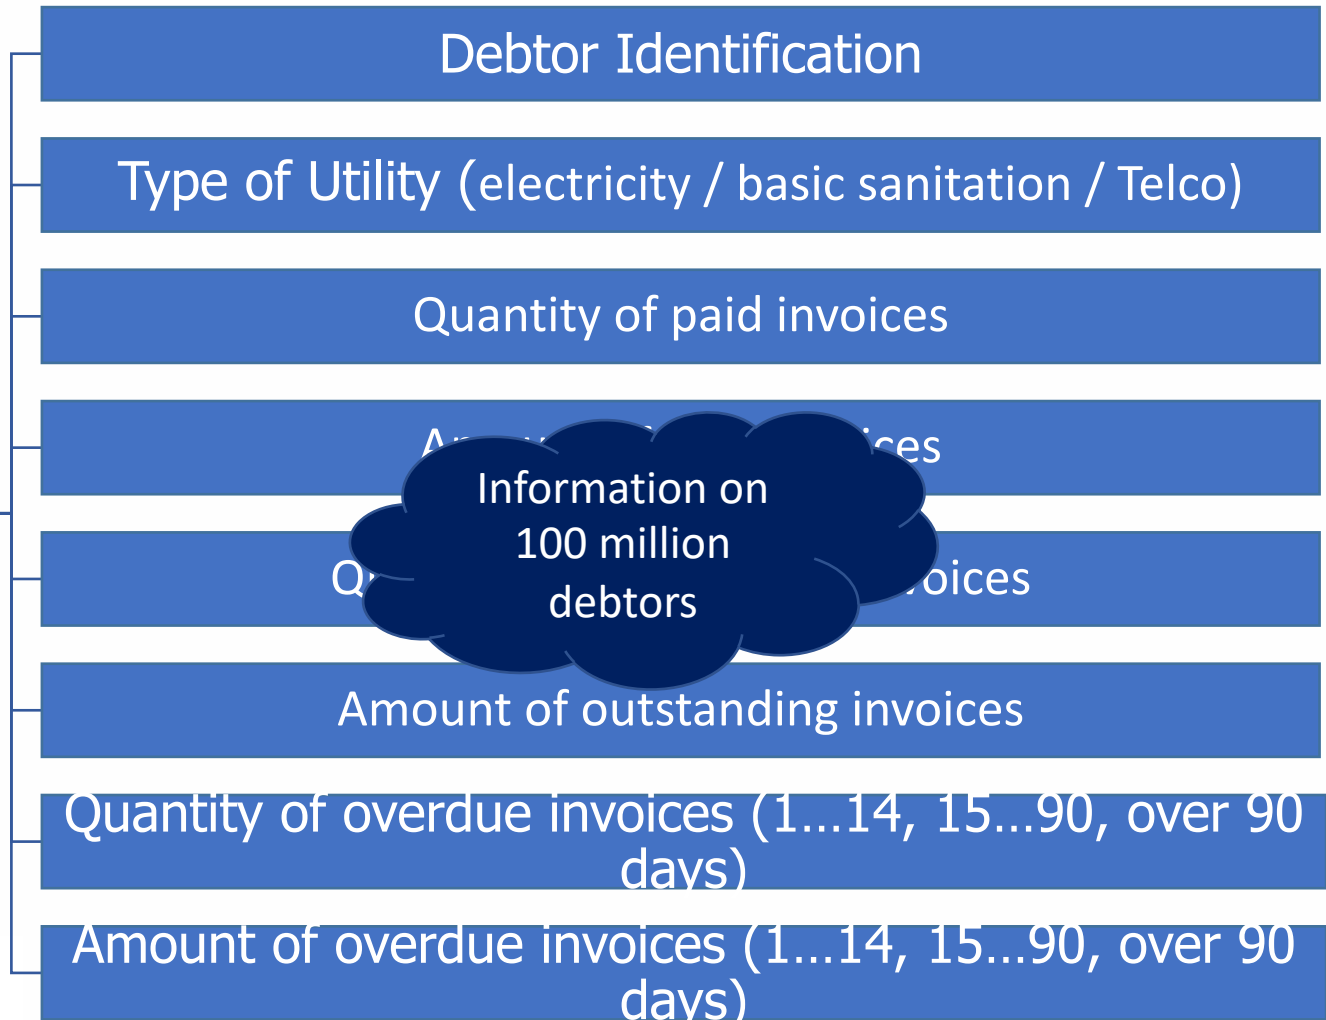 Debtor Identification
Type of Utility (electricity / basic sanitation / Telco)
Quantity of paid invoices
Information on
100 million
debtors
Amount of outstanding invoices
Quantity of overdue invoices (1...14, 15...90, over 90
days)
Amount of overdue invoices (1...14, 15...90, over 90
days)